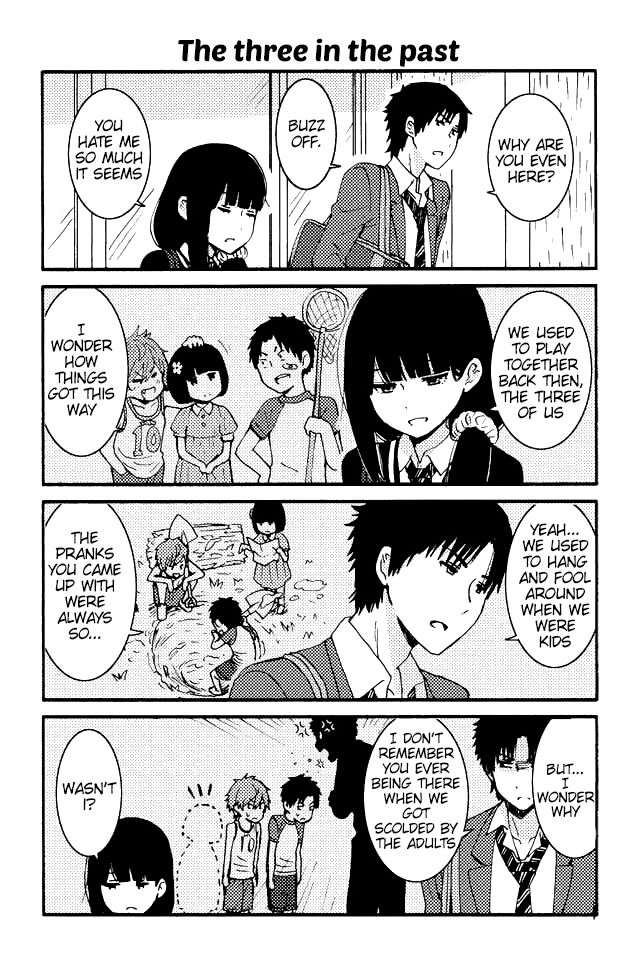 The three in the past
WHY ARE
YOU EVEN
HERE?
BUZZ
OFF.
YOU
HATE ME
SO MUCH
IT SEEMS
WE USED
TO PLAY
TOGETHER
BACK THEN,
THE THREE
OF US
I
WONDER
HOW
THINGS
GOT THIS
WAY
10
YEAH...
WE USED
TO HANG
AND FOOL
AROUND
WHEN WE
WERE
KIDS
THE
PRANKS
YOU CAME
UP WITH
WERE
ALWAYS
SO...
BUT...
I
WONDER
WHY
I DON'T
REMEMBER
YOU EVER
BEING THERE
WHEN WE
GOT
SCOLDED BY
THE ADULTS
WASN'T
I?